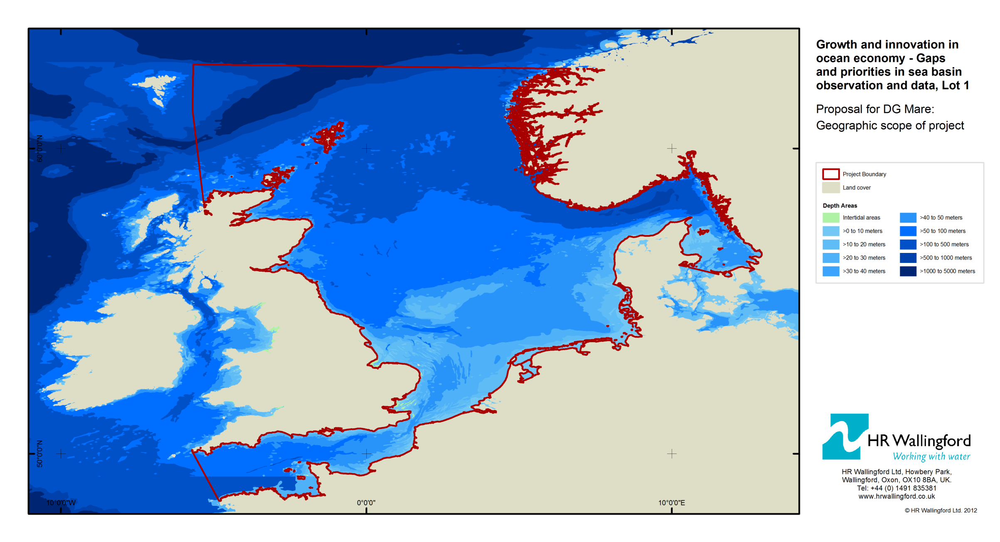 Growth and innovation in
ocean economy - Gaps
and priorities in sea basin
observation and data, Lot 1
Proposal for DG Mare:
Geographic scope of project
Project Boundary
Land cover
Depth Areas
Intertidal areas
>0 to 10 meters
>10 to 20 meters
>20 to 30 meters
>30 to 40 meters
>40 to 50 meters
>50 to 100 meters
>100 to 500 meters
>500 to 1000 meters
>1000 to 5000 meters
60°0'0"N
50°0'0"N
10°0'0"W
0°0'0"
10°0'0"E
HR Wallingford
Working with water
HR Wallingford Ltd, Howbery Park,
Wallingford, Oxon, OX10 8BA, UK.
Tel: +44 (0) 1491 835381
www.hrwallingford.co.uk
© HR Wallingford Ltd. 2012